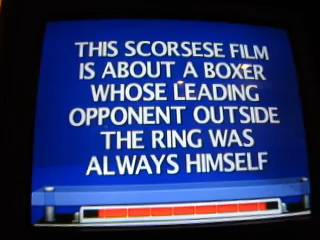 THIS SCORSESE FILM
IS ABOUT A BOXER
WHOSE LEADING
OPPONENT OUTSIDE
THE RING WAS
ALWAYS HIMSELF